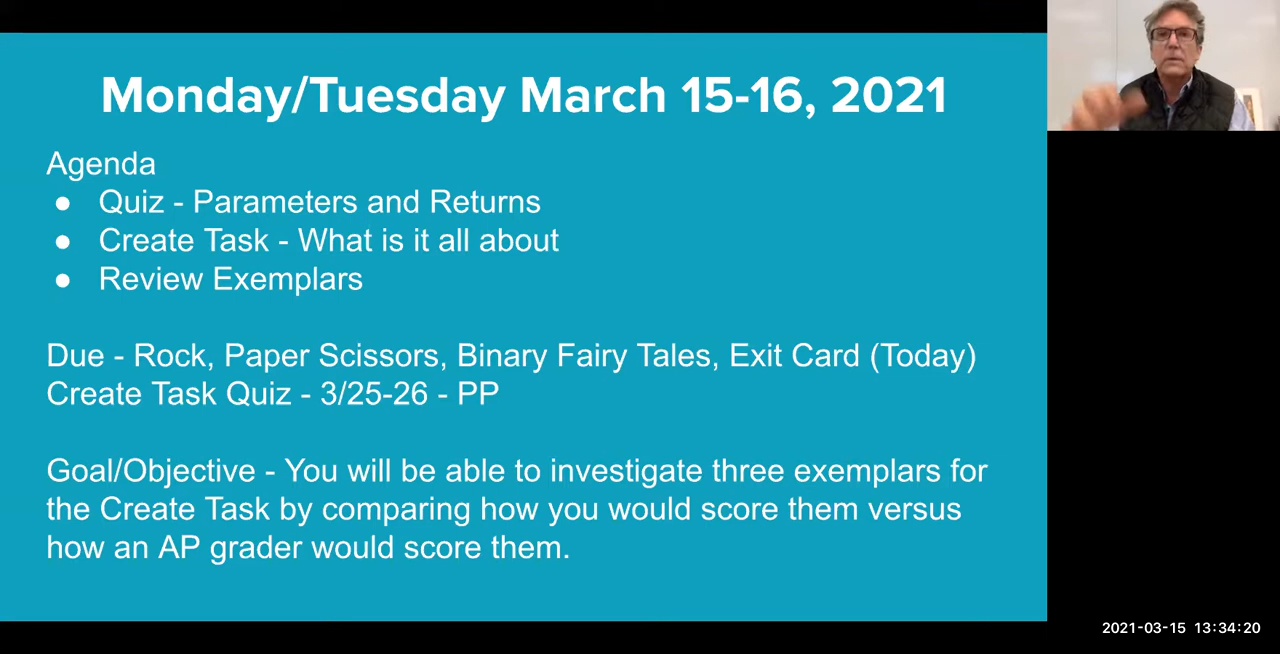 Monday/Tuesday March 15-16, 2021
Agenda
● Quiz - Parameters and Returns
● Create Task - What is it all about
● Review Exemplars
Due - Rock, Paper Scissors, Binary Fairy Tales, Exit Card (Today)
Create Task Quiz - 3/25-26 - PP
Goal/Objective - You will be able to investigate three exemplars for
the Create Task by comparing how you would score them versus
how an AP grader would score them.
2021-03-15 13:34:20